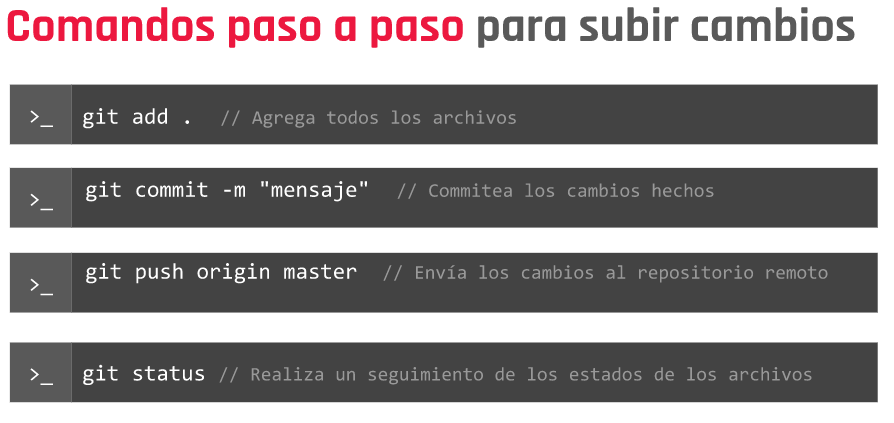 Comandos paso a paso para subir cambios
>_ git add . // Agrega todos los archivos
>_ git commit -m "mensaje" // Commitea los cambios hechos
>_ git push origin master // Envía los cambios al repositorio remoto
>_ git status // Realiza un seguimiento de los estados de los archivos